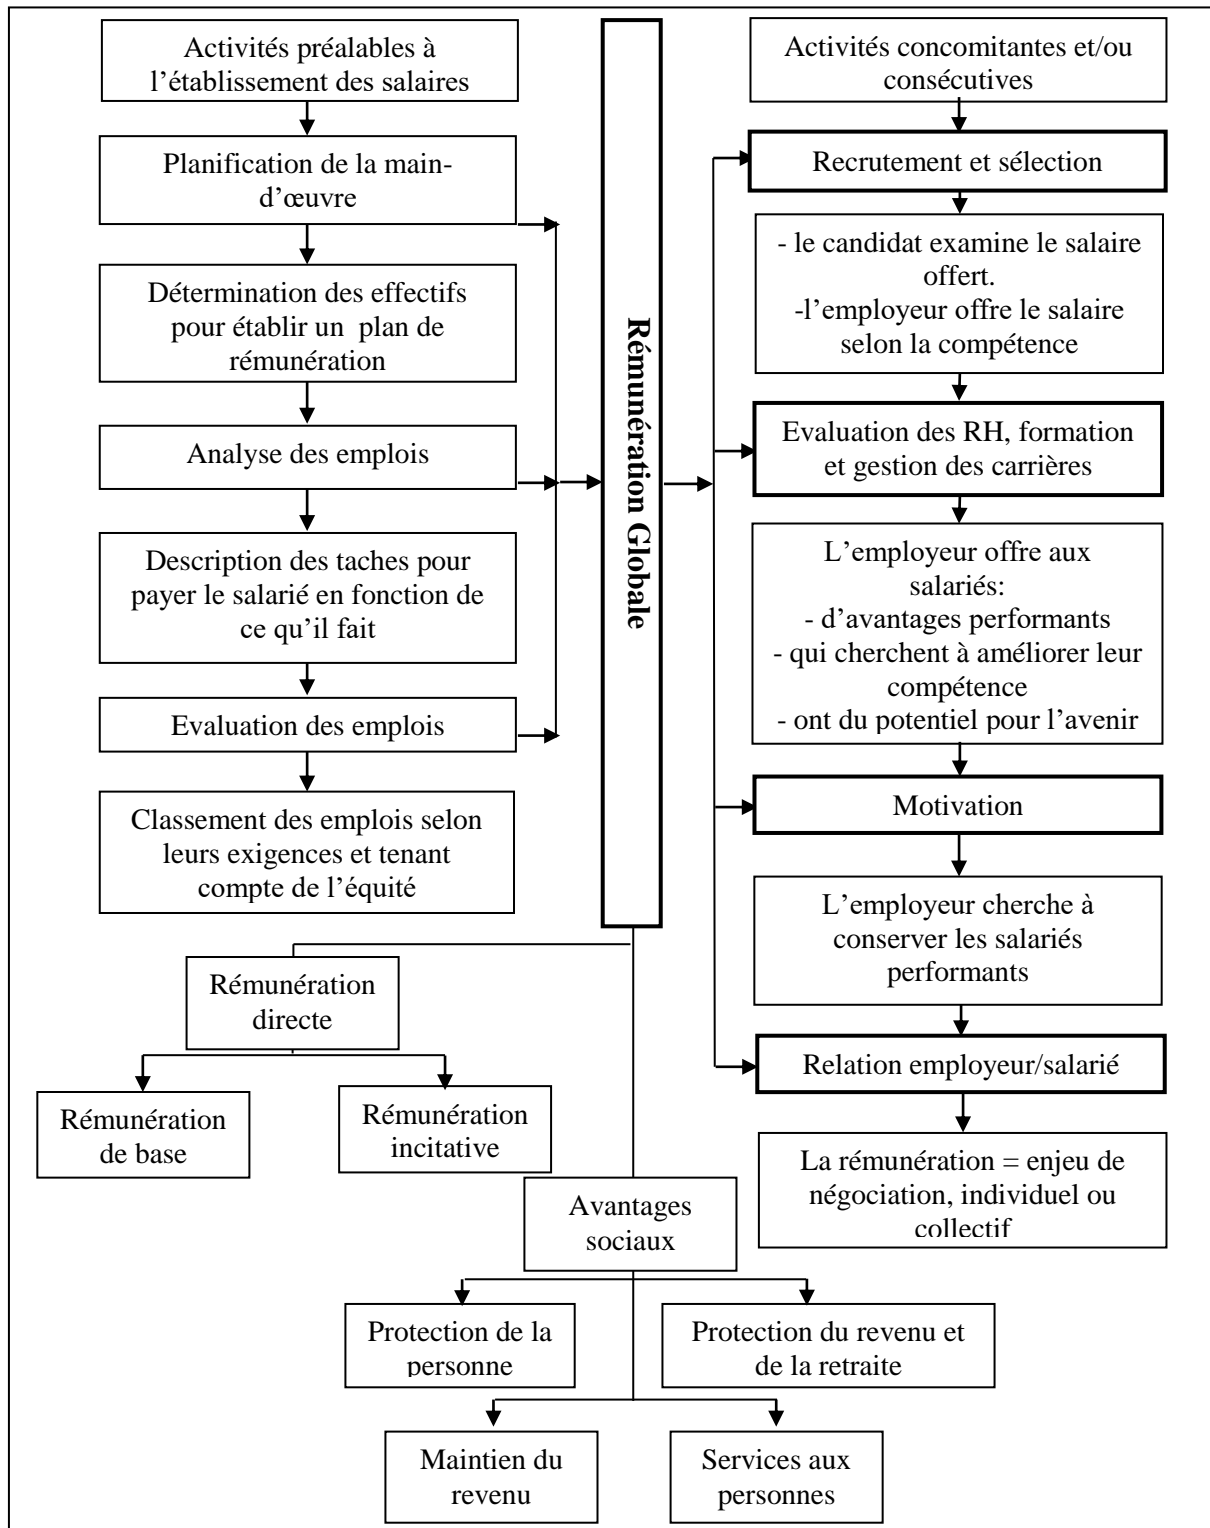 Activités préalables à
l’établissement des salaires
Planification de la main-
d’œuvre
Détermination des effectifs
pour établir un plan de
rémunération
Analyse des emplois
Description des taches pour
payer le salarié en fonction de
ce qu’il fait
Evaluation des emplois
Classement des emplois selon
leurs exigences et tenant
compte de l’équité
Rémunération Globale
Activités concomitantes et/ou
consécutives
Recrutement et sélection
- le candidat examine le salaire
offert.
-l’employeur offre le salaire
selon la compétence
Evaluation des RH, formation
et gestion des carrières
L’employeur offre aux
salariés:
- d’avantages performants
- qui cherchent à améliorer leur
compétence
- ont du potentiel pour l’avenir
Motivation
L’employeur cherche à
conserver les salariés
performants
Relation employeur/salarié
La rémunération = enjeu de
négociation, individuel ou
collectif
Rémunération
directe
Rémunération
de base
Rémunération
incitative
Avantages
sociaux
Protection de la
personne
Protection du revenu et
de la retraite
Maintien du
revenu
Services aux
personnes